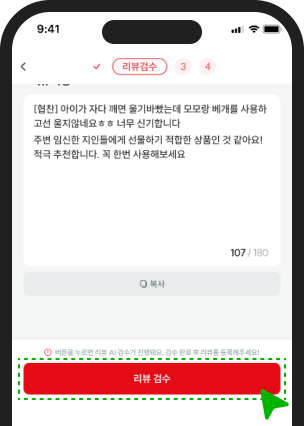 9:41
리뷰검수 3 4
[협찬] 아이가 자다 깨면 울기바빴는데 모모랑 베개를 사용하
고선 울지않네요ㅎㅎ 너무 신기합니다
주변 임신한 지인들에게 선물하기 적합한 상품인 것 같아요!
적극 추천합니다. 꼭 한번 사용해보세요
107 / 180
복사
버튼을 누르면 리뷰 AI 검수가 진행돼요. 검수 완료 후 리뷰를 등록해주세요!
리뷰 검수